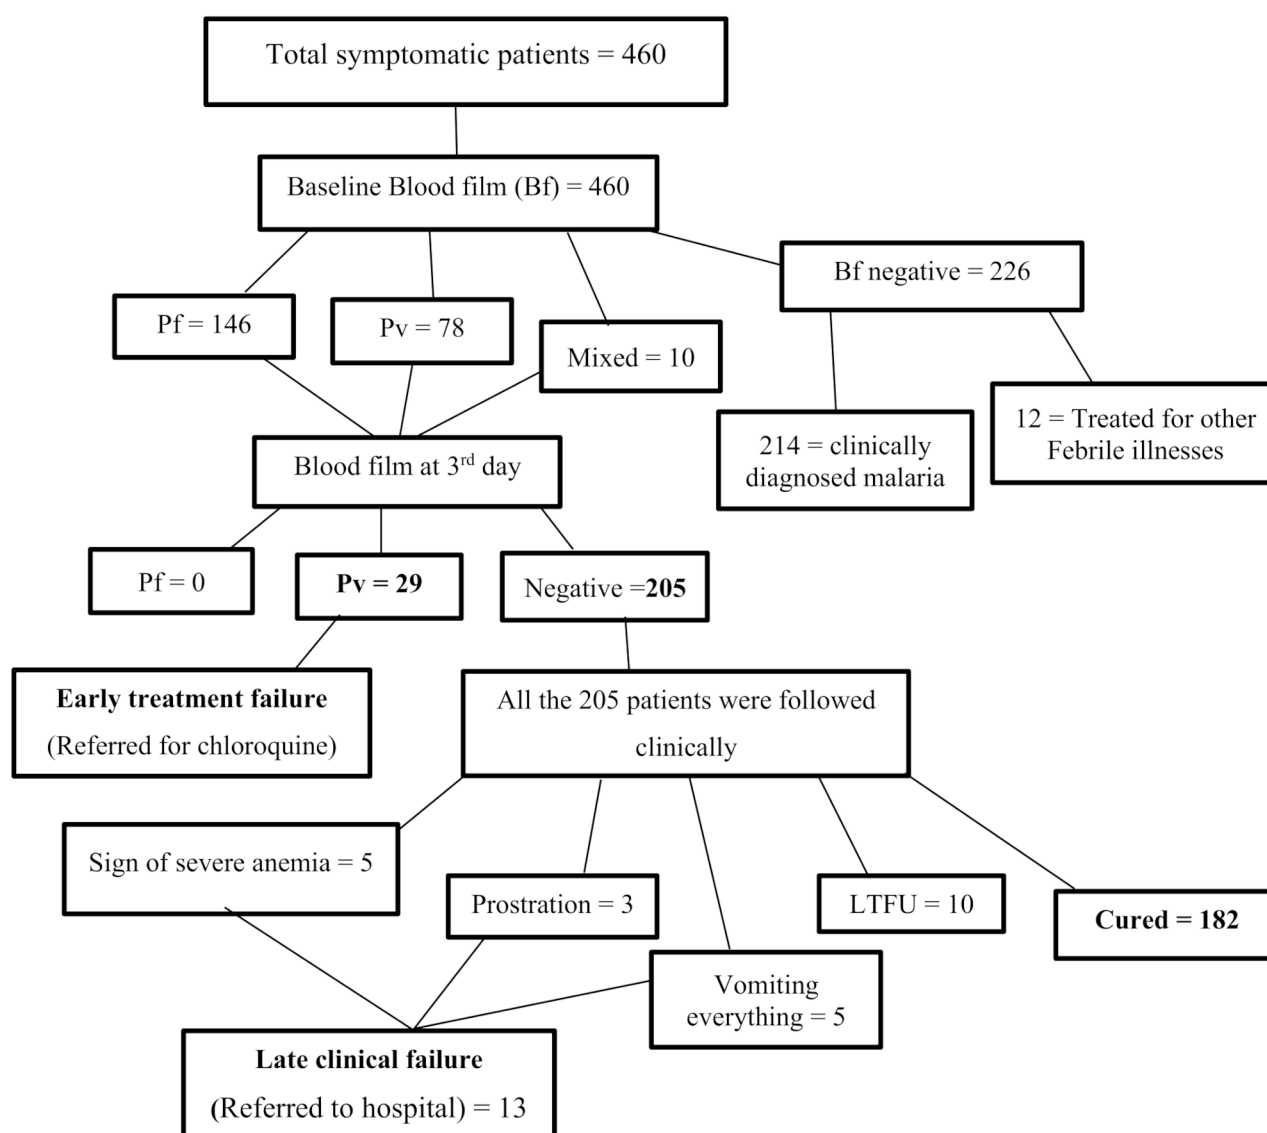 Total symptomatic patients = 460
Baseline Blood film (Bf) = 460
Bf negative = 226
Pf = 146
Pv = 78
Mixed = 10
214 = clinically
diagnosed malaria
12 = Treated for other
Febrile illnesses
Blood film at 3rd day
Pf = 0
Pv = 29
Negative =205
Early treatment failure
(Referred for chloroquine)
All the 205 patients were followed
clinically
Sign of severe anemia = 5
Prostration = 3
LTFU = 10
Cured = 182
Vomiting
everything = 5
Late clinical failure
(Referred to hospital) = 13